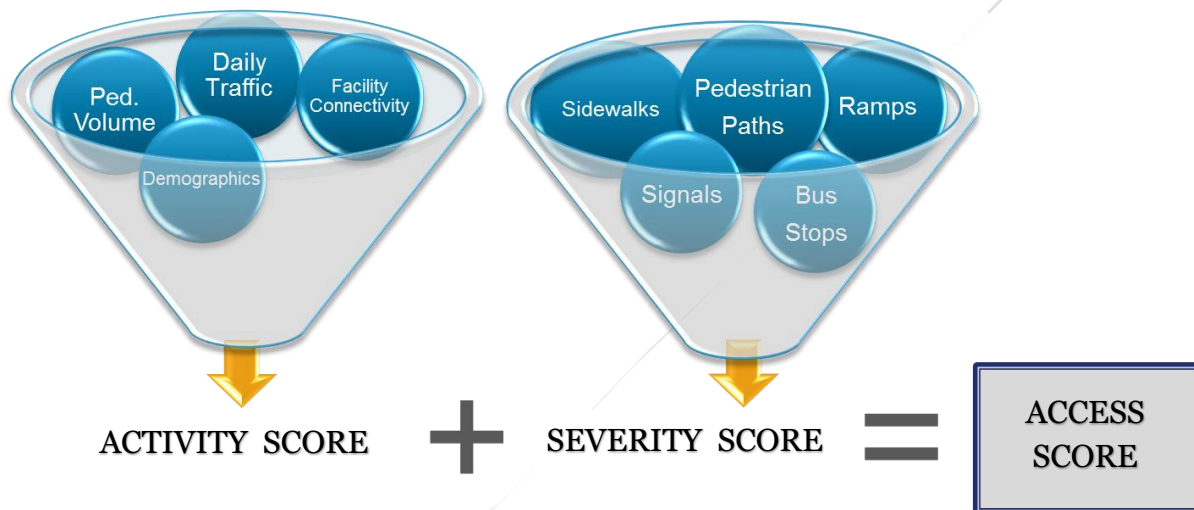 Daily
Traffic
Ped.
Volume
Facility
Connectivity
Demographics
Sidewalks
Pedestrian
Paths
Ramps
Signals
Bus
Stops
ACTIVITY SCORE
+
SEVERITY SCORE
=
ACCESS
SCORE